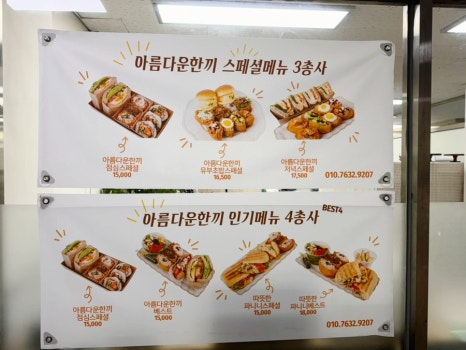 아름다운한끼 스페셜메뉴 3총사
아름다운한끼
점심스페셜
15,000
아름다운한끼
유부초밥스페셜
16,500
아름다운한끼
저녁스페셜
17,500
010.7632.9207
아름다운한끼 인기메뉴 4총사
BEST4
아름다운한끼
점심스페셜
15,000
아름다운한끼
베스트
15,000
따뜻한
파니니스페셜
15,000
따뜻한
파니니베스트
18,000
010.7632.9207